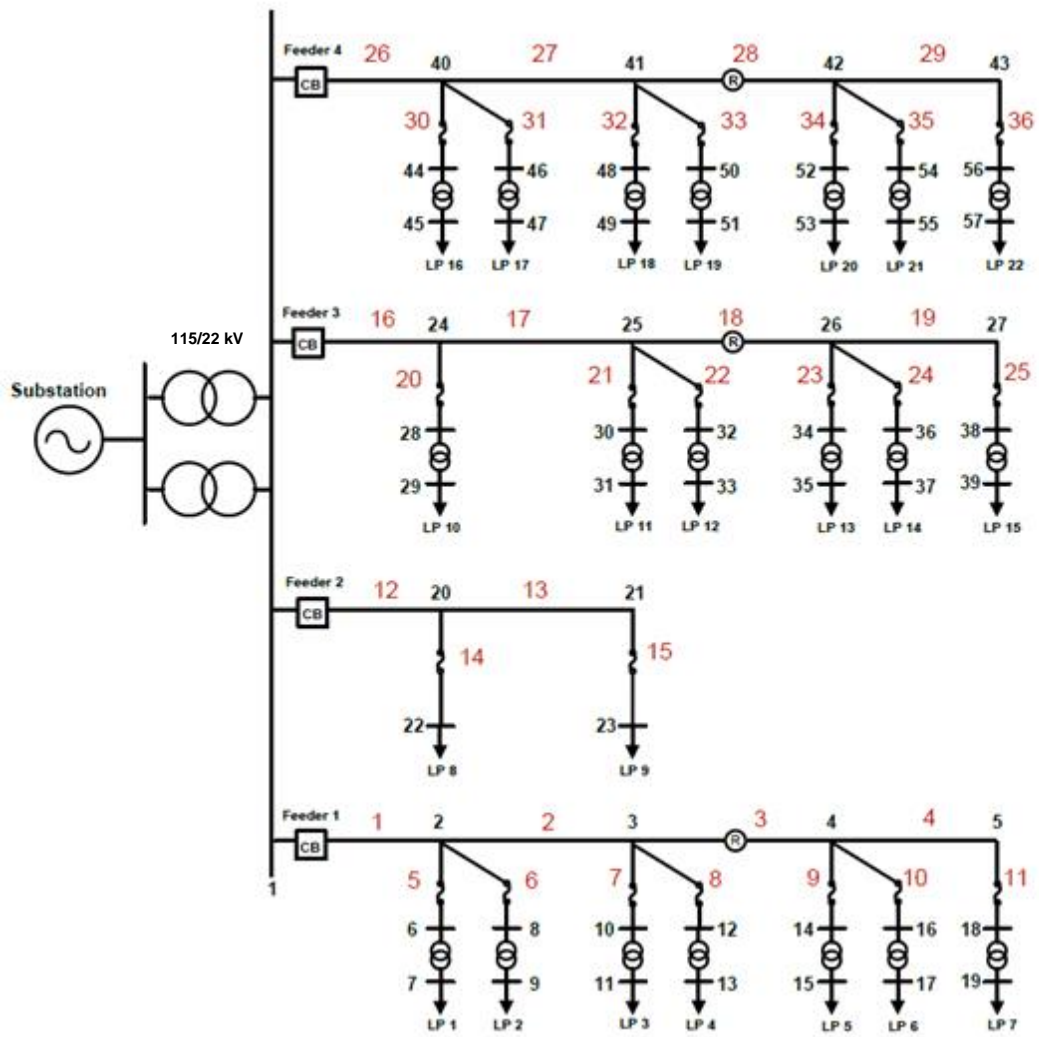 Feeder 4
26 40 27 41 28 42 29 43
CB R
30 31 32 33 34 35 36
44 46 48 50 52 54 56
45 47 49 51 53 55 57
LP 16 LP 17 LP 18 LP 19 LP 20 LP 21 LP 22
Feeder 3
16 24 17 25 18 26 19 27
CB R
115/22 kV
20 21 22 23 24 25
Substation
28 30 32 34 36 38
29 31 33 35 37 39
LP 10 LP 11 LP 12 LP 13 LP 14 LP 15
Feeder 2
12 20 13 21
CB
14 15
22 23
LP 8 LP 9
Feeder 1
1 2 2 3 3 4 4 5
CB R
1
5 6 7 8 9 10 11
6 8 10 12 14 16 18
7 9 11 13 15 17 19
LP 1 LP 2 LP 3 LP 4 LP 5 LP 6 LP 7